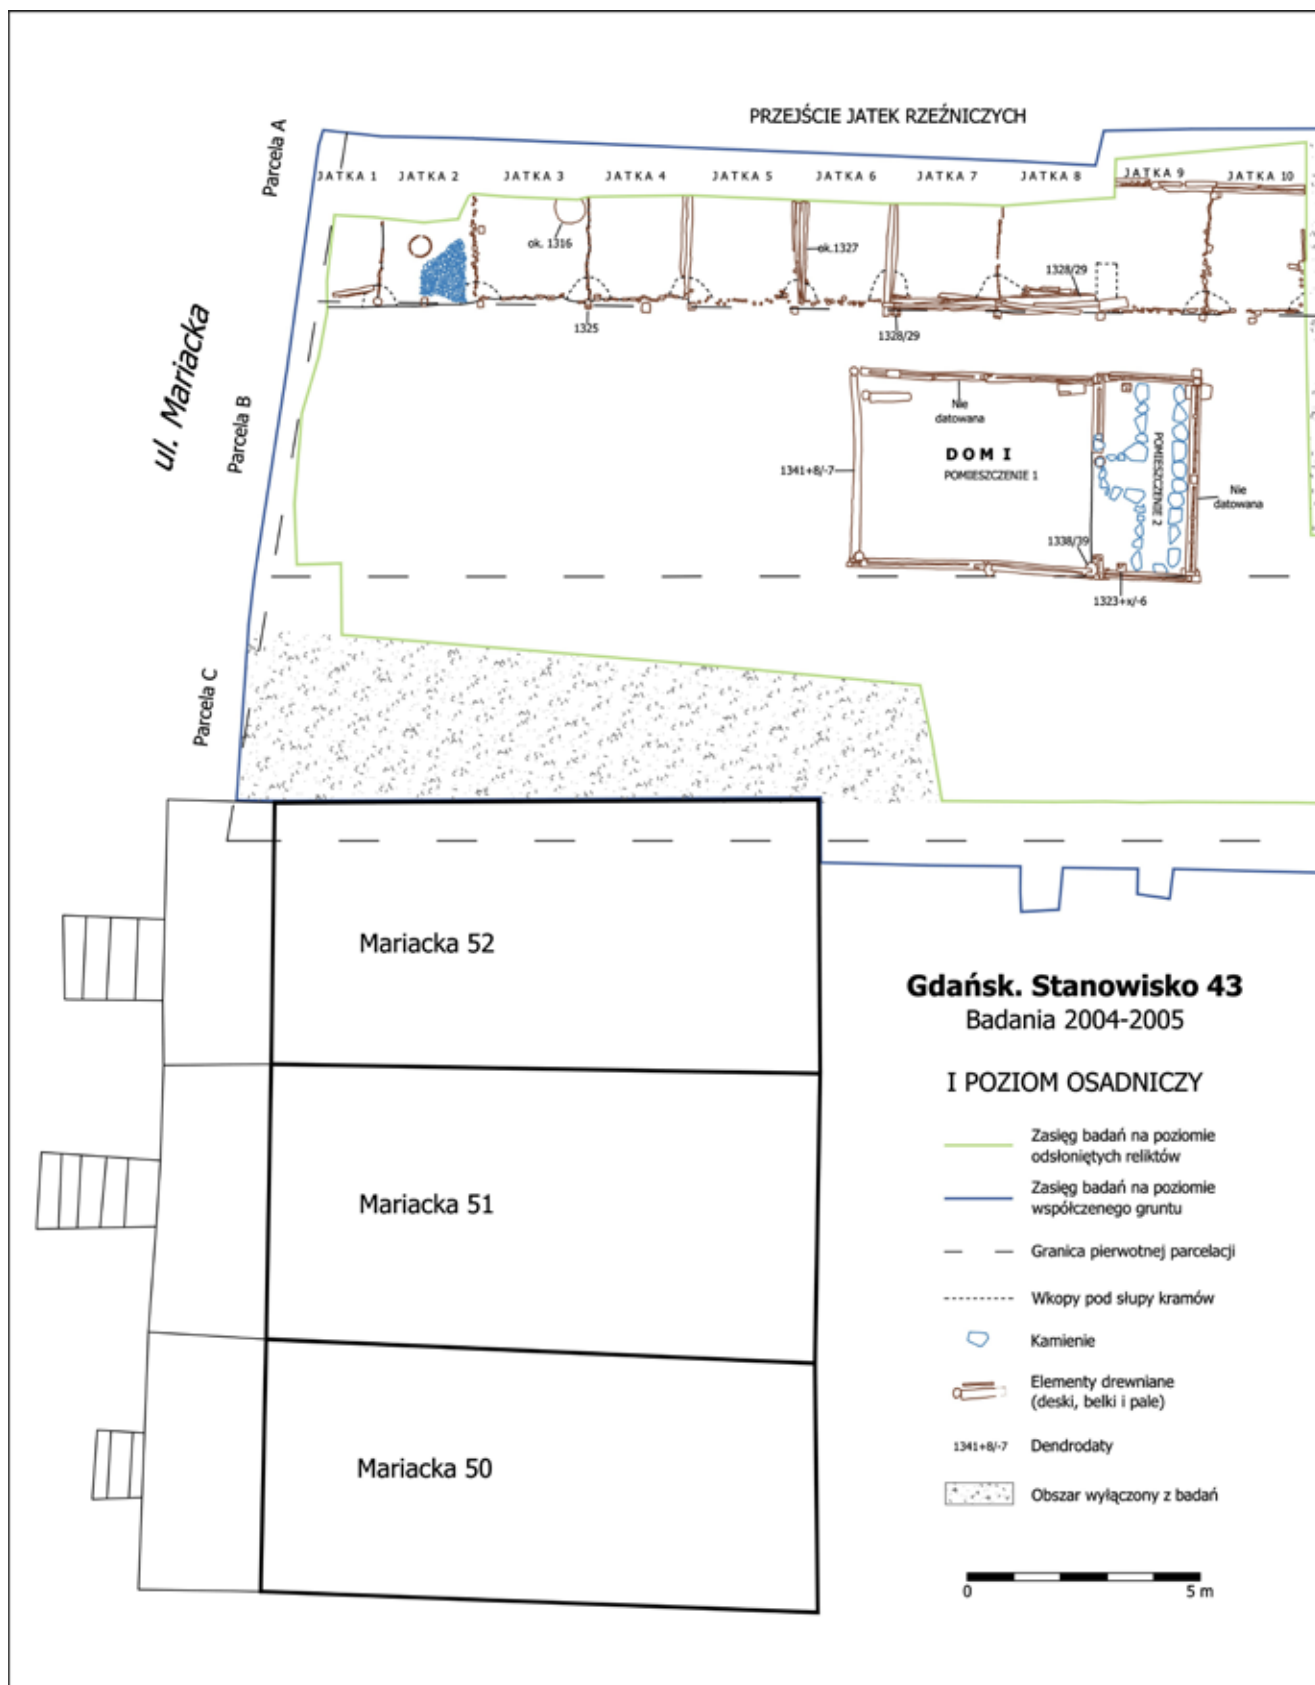 PRZEJŚCIE JATEK RZEŹNICZYCH
Parcela A
JATKA 1
JATKA 2
JATKA 3
JATKA 4
JATKA 5
JATKA 6
JATKA 7
JATKA 8
JATKA 9
JATKA 10
ok. 1316
ok.1327
1328/29
1325
1328/29
ul. Mariacka
Parcela B
Nie
datowana
DOM I
POMIESZCZENIE 1
POMIESZCZENIE 2
1341+8/-7
Nie
datowana
1338/39
1323+x/-6
Parcela C
Mariacka 52
Mariacka 51
Mariacka 50
Gdańsk. Stanowisko 43
Badania 2004-2005
I POZIOM OSADNICZY
Zasięg badań na poziomie
odsłoniętych reliktów
Zasięg badań na poziomie
współczenego gruntu
Granica pierwotnej parcelacji
Wkopy pod słupy kramów
Kamienie
Elementy drewniane
(deski, belki i pale)
1341+8/-7 Dendrodaty
Obszar wyłączony z badań
0 5 m